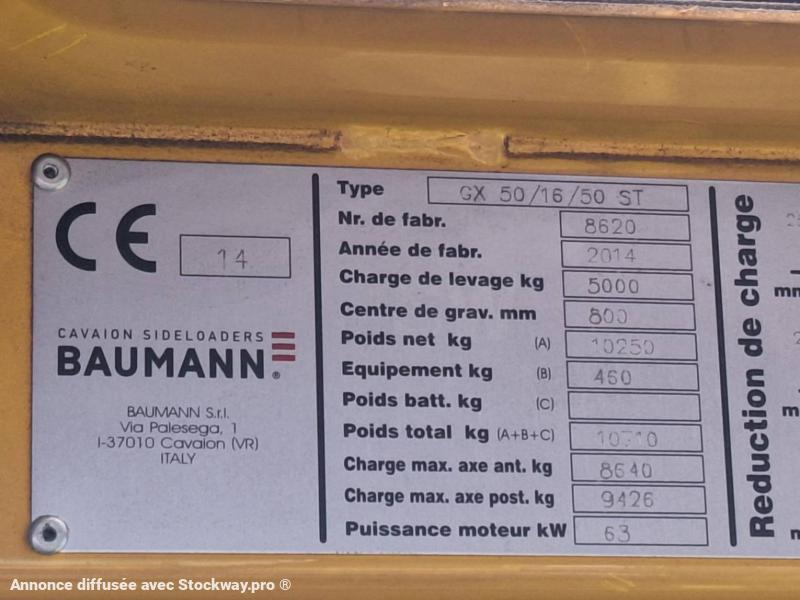 CE 14
CAVAION SIDELOADERS
BAUMANN®
BAUMANN S.r.l.
Via Palesega, 1
I-37010 Cavaion (VR)
ITALY
Type GX 50/16/50 ST
Nr. de fabr. 8620
Année de fabr. 2014
Charge de levage kg 5000
Centre de grav. mm 800
Poids net kg (A) 10250
Equipement kg (B) 460
Poids batt. kg (C)
Poids total kg (A+B+C) 10710
Charge max. axe ant. kg 8640
Charge max. axe post. kg 9426
Puissance moteur kW 63
Reduction de charge
mm
Annonce diffusée avec Stockway.pro ®